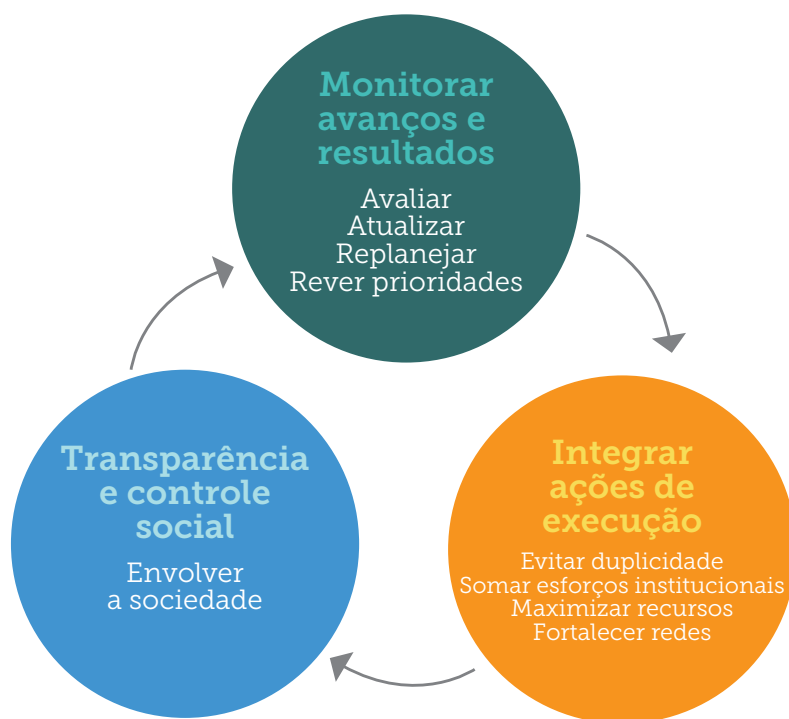 Monitorar
avanços e
resultados
Avaliar
Atualizar
Replanejar
Rever prioridades
Transparência
e controle
social
Envolver
a sociedade
Integrar
ações de
execução
Evitar duplicidade
Somar esforços institucionais
Maximizar recursos
Fortalecer redes